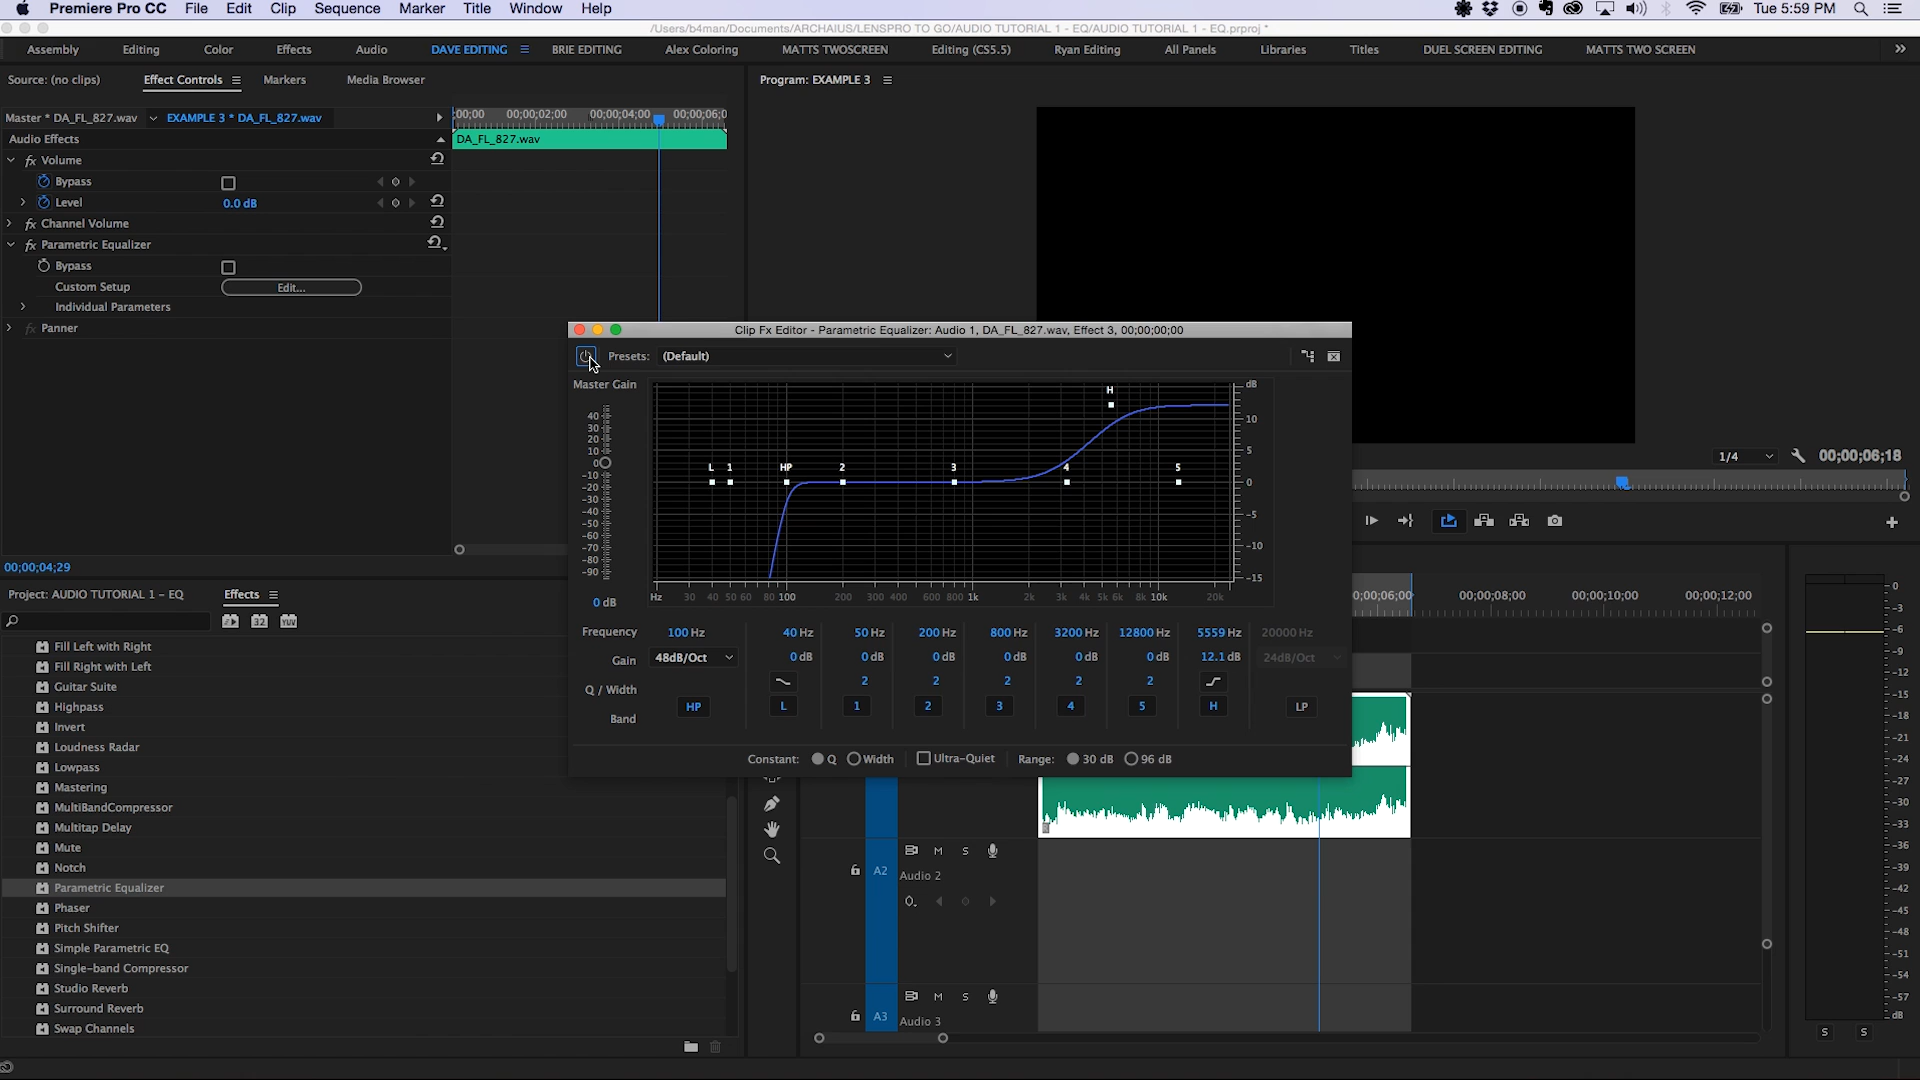 Premiere Pro CC File Edit Clip Sequence Marker Title Window Help Tue 5:59 PM
/Users/b4man/Documents/ARCHAIUS/LENSPRO TO GO/AUDIO TUTORIAL 1 - EQ/AUDIO TUTORIAL 1 - EQ.prproj *
Assembly Editing Color Effects Audio DAVE EDITING BRIE EDITING Alex Coloring MATTS TWOSCREEN Editing (CS5.5) Ryan Editing All Panels Libraries Titles DUEL SCREEN EDITING MATTS TWO SCREEN
Source: (no clips) Effect Controls Markers Media Browser Program: EXAMPLE 3
Master * DA_FL_827.wav EXAMPLE 3 * DA_FL_827.wav :00;00 00;00;02;00 00;00;04;00 00;00;06;0
Audio Effects DA_FL_827.wav
fx Volume
Bypass
Level 0.0 dB
fx Channel Volume
fx Parametric Equalizer
Bypass
Custom Setup Edit...
Individual Parameters
fx Panner
Clip Fx Editor - Parametric Equalizer: Audio 1, DA_FL_827.wav, Effect 3, 00;00;00;00
Presets: (Default)
Master Gain dB
H
40 10
30
20
10 5
L 1 HP 2 3 4 5
0
-10 0
-20
-30
-40 -5
-50
-60 -10
-70
-80
-90 -15
Hz 30 40 50 60 80 100 200 300 400 600 800 1k 2k 3k 4k 5k 6k 8k 10k 20k
0 dB
Frequency 100 Hz 40 Hz 50 Hz 200 Hz 800 Hz 3200 Hz 12800 Hz 5559 Hz 20000 Hz
Gain 48dB/Oct 0 dB 0 dB 0 dB 0 dB 0 dB 0 dB 12.1 dB 24dB/Oct
Q / Width 2 2 2 2 2
Band HP L 1 2 3 4 5 H LP
Constant: Q Width Ultra-Quiet Range: 30 dB 96 dB
1/4 00;00;06;18
00;00;04;29
Project: AUDIO TUTORIAL 1 - EQ Effects
32 YUV
Fill Left with Right
Fill Right with Left
Guitar Suite
Highpass
Invert
Loudness Radar
Lowpass
Mastering
MultiBandCompressor
Multitap Delay
Mute
Notch
Parametric Equalizer
Phaser
Pitch Shifter
Simple Parametric EQ
Single-band Compressor
Studio Reverb
Surround Reverb
Swap Channels
0;00;06;00 00;00;08;00 00;00;10;00 00;00;12;00
A2 M S
Audio 2
A3 M S
Audio 3
0
-3
-6
-9
-12
-15
-18
-21
-24
-27
-30
-33
-36
-39
-42
-45
-48
-51
-54
-57
dB
S S